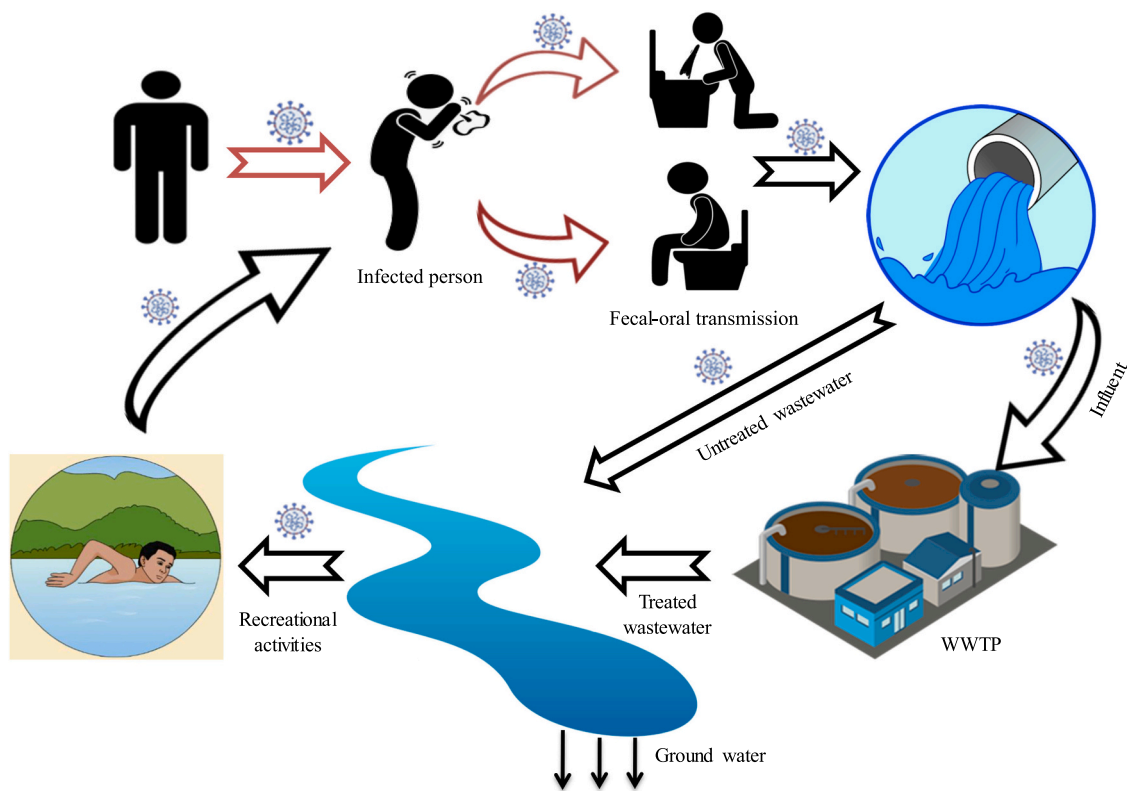 Infected person
Fecal-oral transmission
Untreated wastewater
Influent
Recreational
activities
Treated
wastewater
WWTP
Ground water